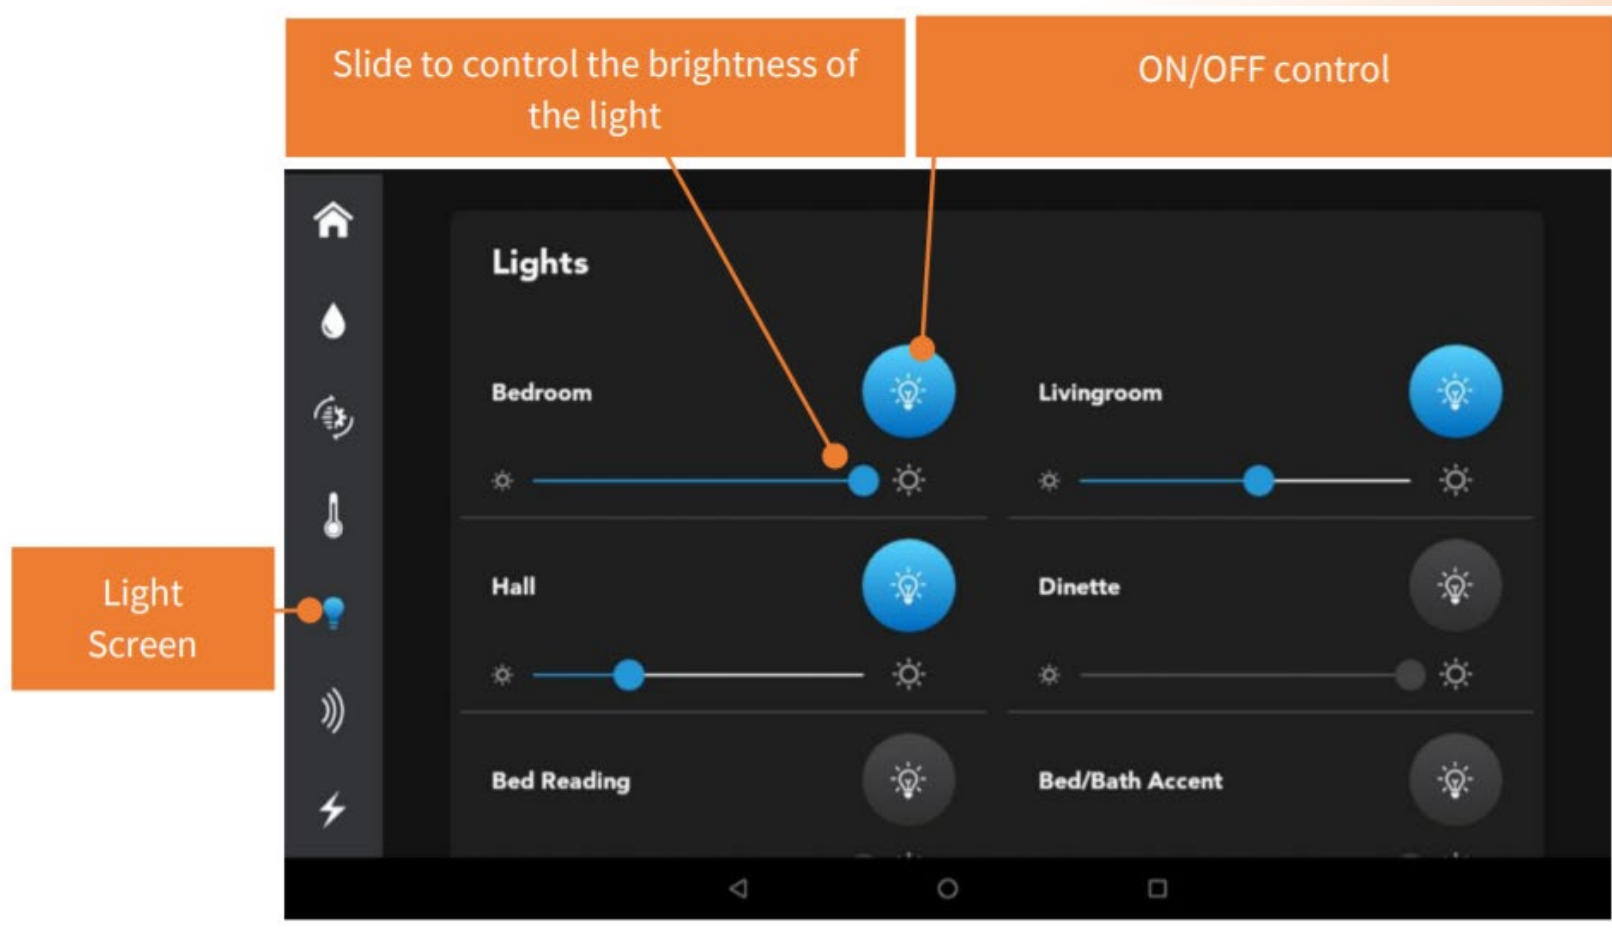 Slide to control the brightness of
the light
ON/OFF control
Lights
Bedroom
Livingroom
Light
Screen
Hall
Dinette
Bed Reading
Bed/Bath Accent